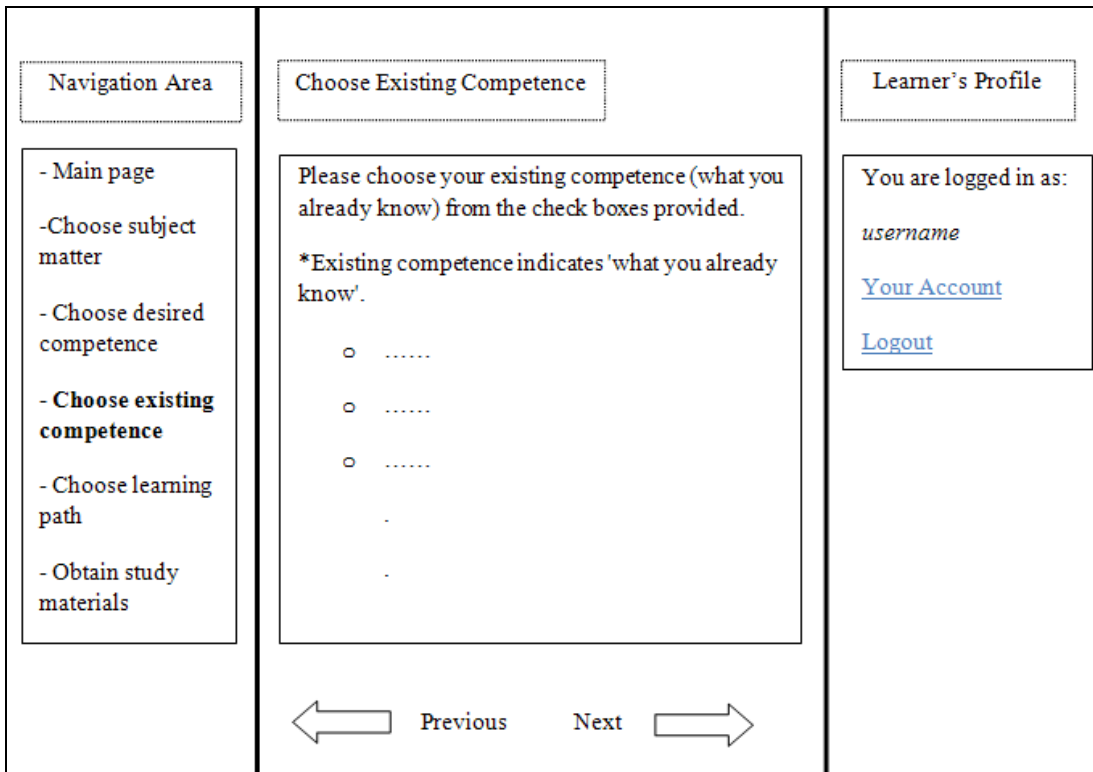 Navigation Area
- Main page
-Choose subject
matter
- Choose desired
competence
- Choose existing
competence
- Choose learning
path
- Obtain study
materials
Choose Existing Competence
Please choose your existing competence (what you
already know) from the check boxes provided.
*Existing competence indicates 'what you already
know'.
o ......
o ......
o ......
.
.
Previous Next
Learner's Profile
You are logged in as:
username
Your Account
Logout